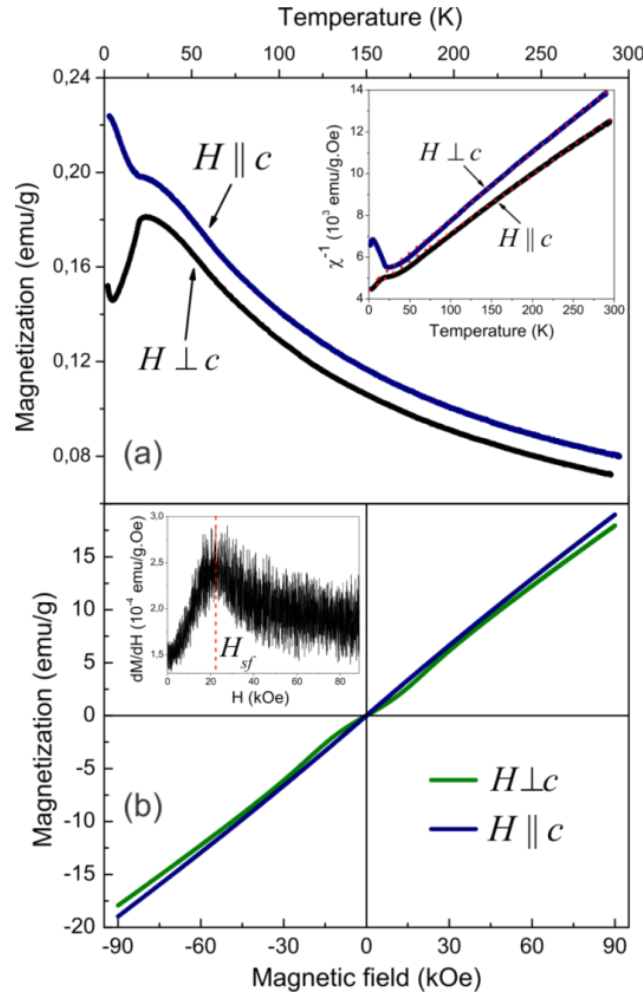 Temperature (K)
0 50 100 150 200 250 300
0,24
0,20
0,16
0,12
0,08
Magnetization (emu/g)
H || c
H ⊥ c
(a)
14
12
10
8
6
4
χ⁻¹ (10³ emu/g.Oe)
H ⊥ c
H || c
0 50 100 150 200 250 300
Temperature (K)
15
10
5
0
-5
-10
-15
-20
Magnetization (emu/g)
3,0
2,5
2,0
1,5
1,0
dM/dH (10⁻⁴ emu/g.Oe)
H_sf
0 20 40 60 80
H (kOe)
(b)
H⊥c
H || c
-90 -60 -30 0 30 60 90
Magnetic field (kOe)